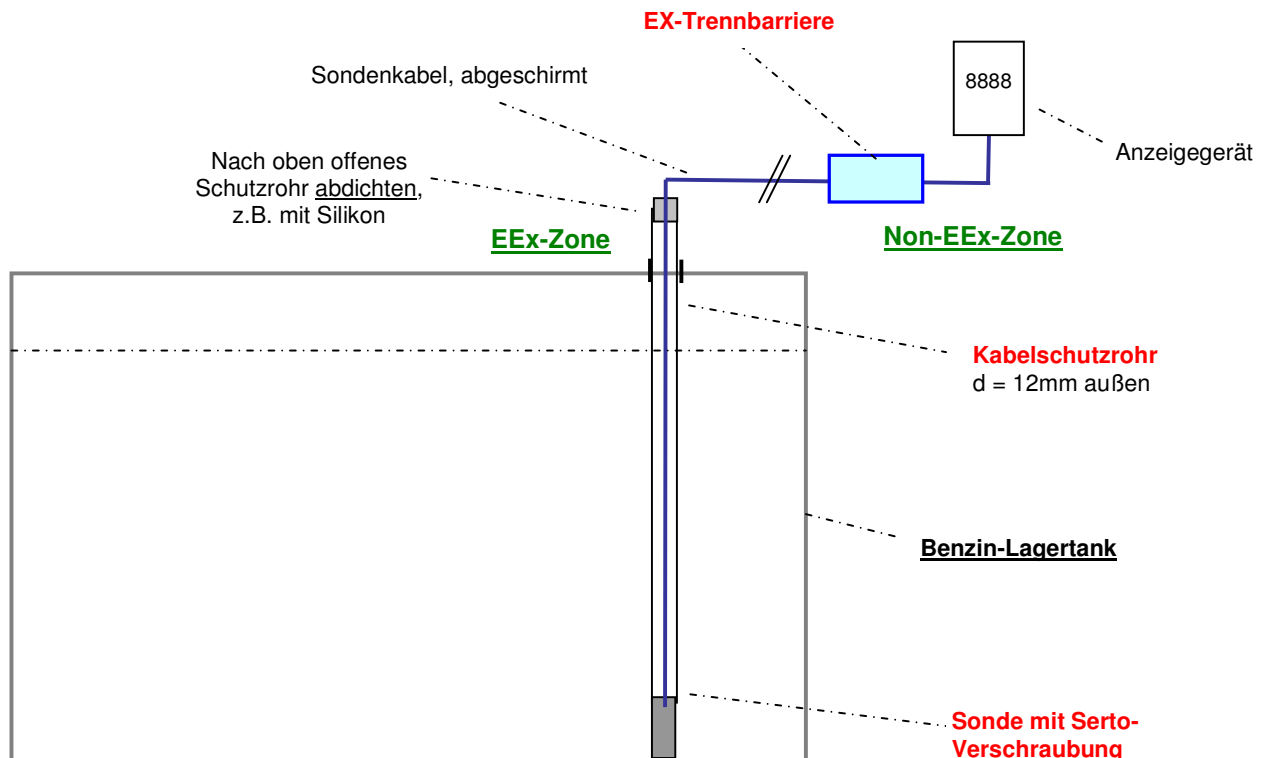 EX-Trennbarriere
Sondenkabel, abgeschirmt
8888
Anzeigegerät
Nach oben offenes
Schutzrohr abdichten,
z.B. mit Silikon
EEx-Zone
Non-EEx-Zone
Kabelschutzrohr
d = 12mm außen
Benzin-Lagertank
Sonde mit Serto-
Verschraubung